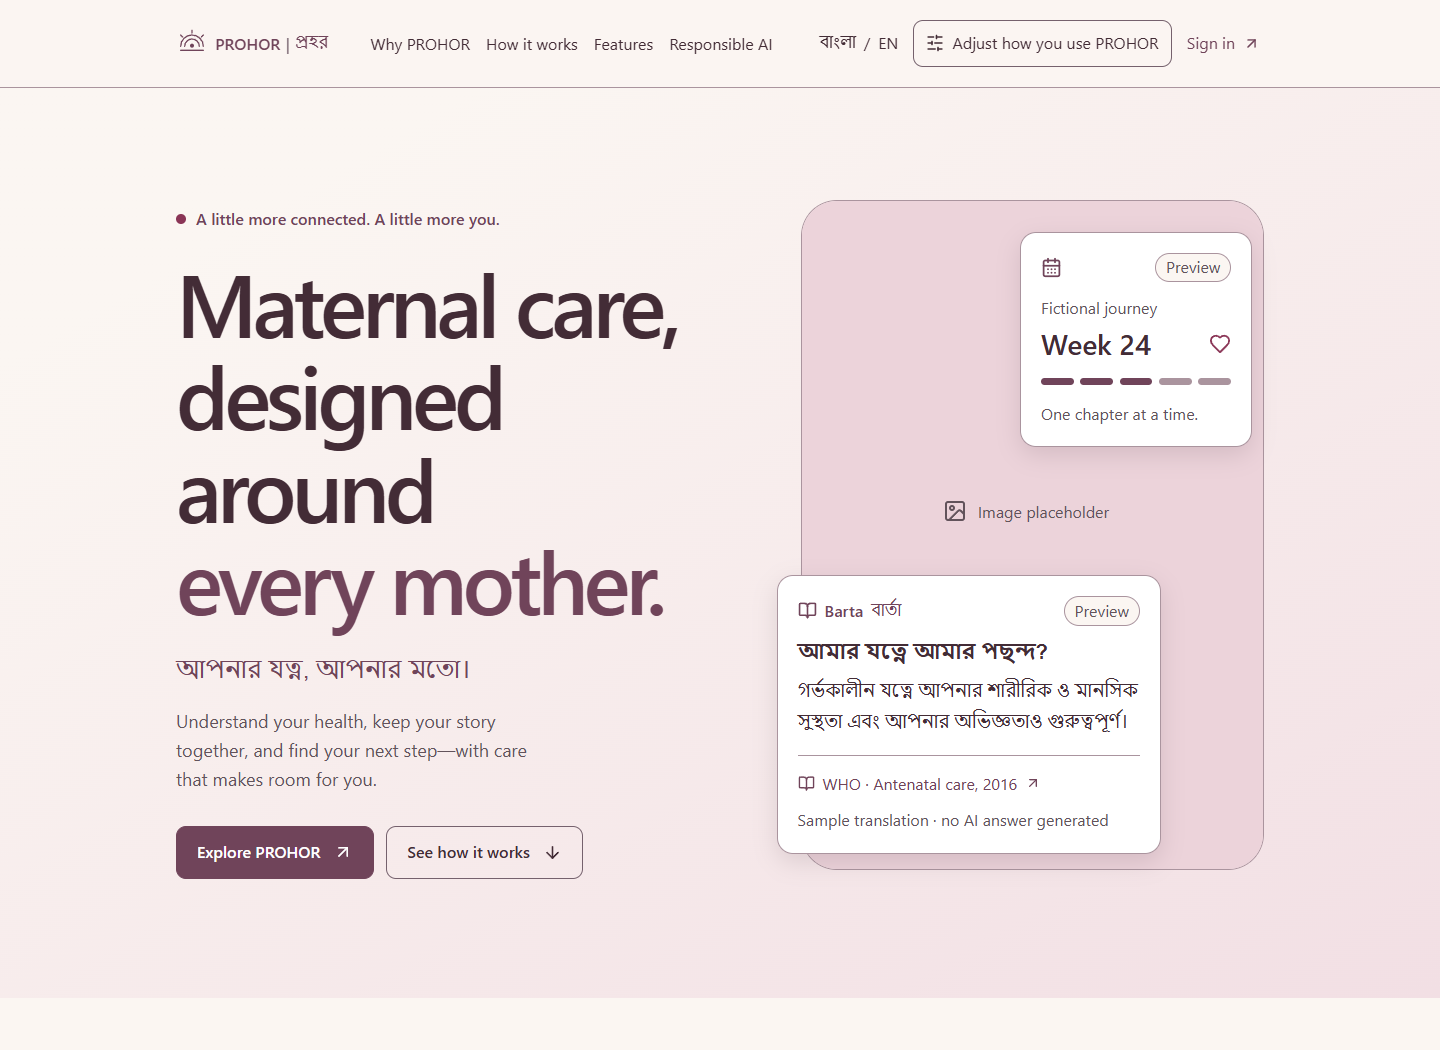 PROHOR | প্রহর
Why PROHOR How it works Features Responsible AI
বাংলা / EN
Adjust how you use PROHOR
Sign in
A little more connected. A little more you.
Maternal care,
designed
around
every mother.
আপনার যত্ন, আপনার মতো।
Understand your health, keep your story
together, and find your next step—with care
that makes room for you.
Explore PROHOR
See how it works
Preview
Fictional journey
Week 24
One chapter at a time.
Image placeholder
Barta বার্তা
Preview
আমার যত্নে আমার পছন্দ?
গর্ভকালীন যত্নে আপনার শারীরিক ও মানসিক
সুস্থতা এবং আপনার অভিজ্ঞতাও গুরুত্বপূর্ণ।
WHO · Antenatal care, 2016
Sample translation · no AI answer generated